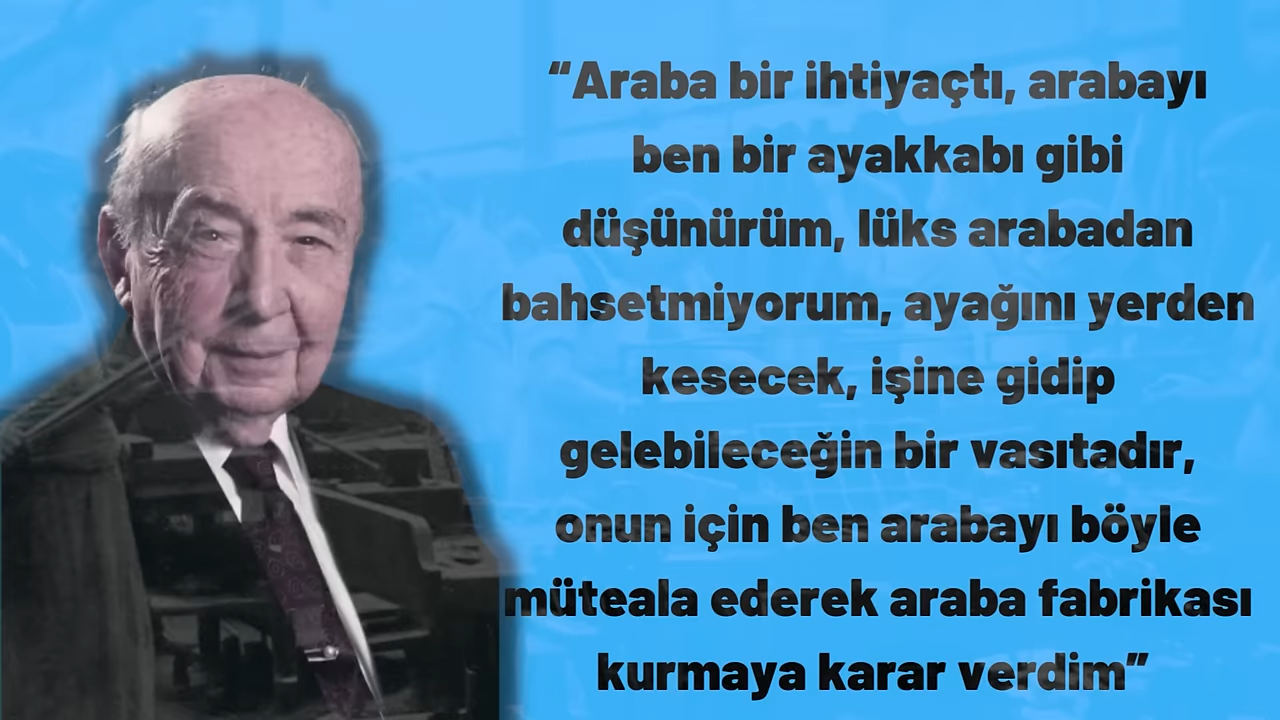 “Araba bir ihtiyaçtı, arabayı
ben bir ayakkabı gibi
düşünürüm, lüks arabadan
bahsetmiyorum, ayağını yerden
kesecek, işine gidip
gelebileceğin bir vasıtadır,
onun için ben arabayı böyle
müteala ederek araba fabrikası
kurmaya karar verdim”